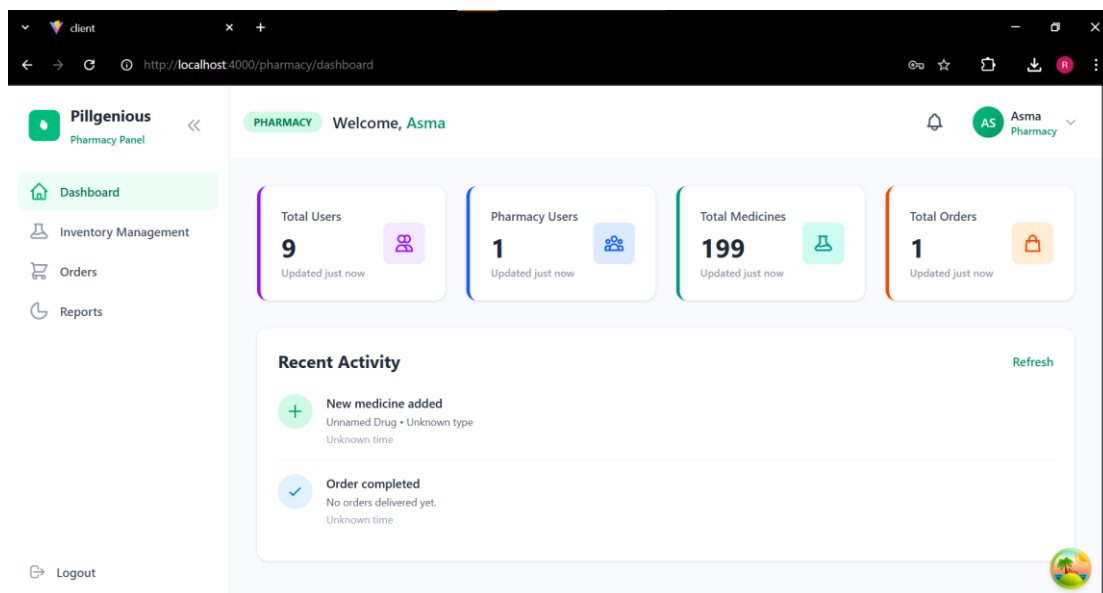 client
http://localhost:4000/pharmacy/dashboard
R
Pillgenious
Pharmacy Panel
PHARMACY Welcome, Asma
AS
Asma
Pharmacy
Dashboard
Inventory Management
Orders
Reports
Logout
Total Users
9
Updated just now
Pharmacy Users
1
Updated just now
Total Medicines
199
Updated just now
Total Orders
1
Updated just now
Recent Activity
Refresh
New medicine added
Unnamed Drug • Unknown type
Unknown time
Order completed
No orders delivered yet.
Unknown time